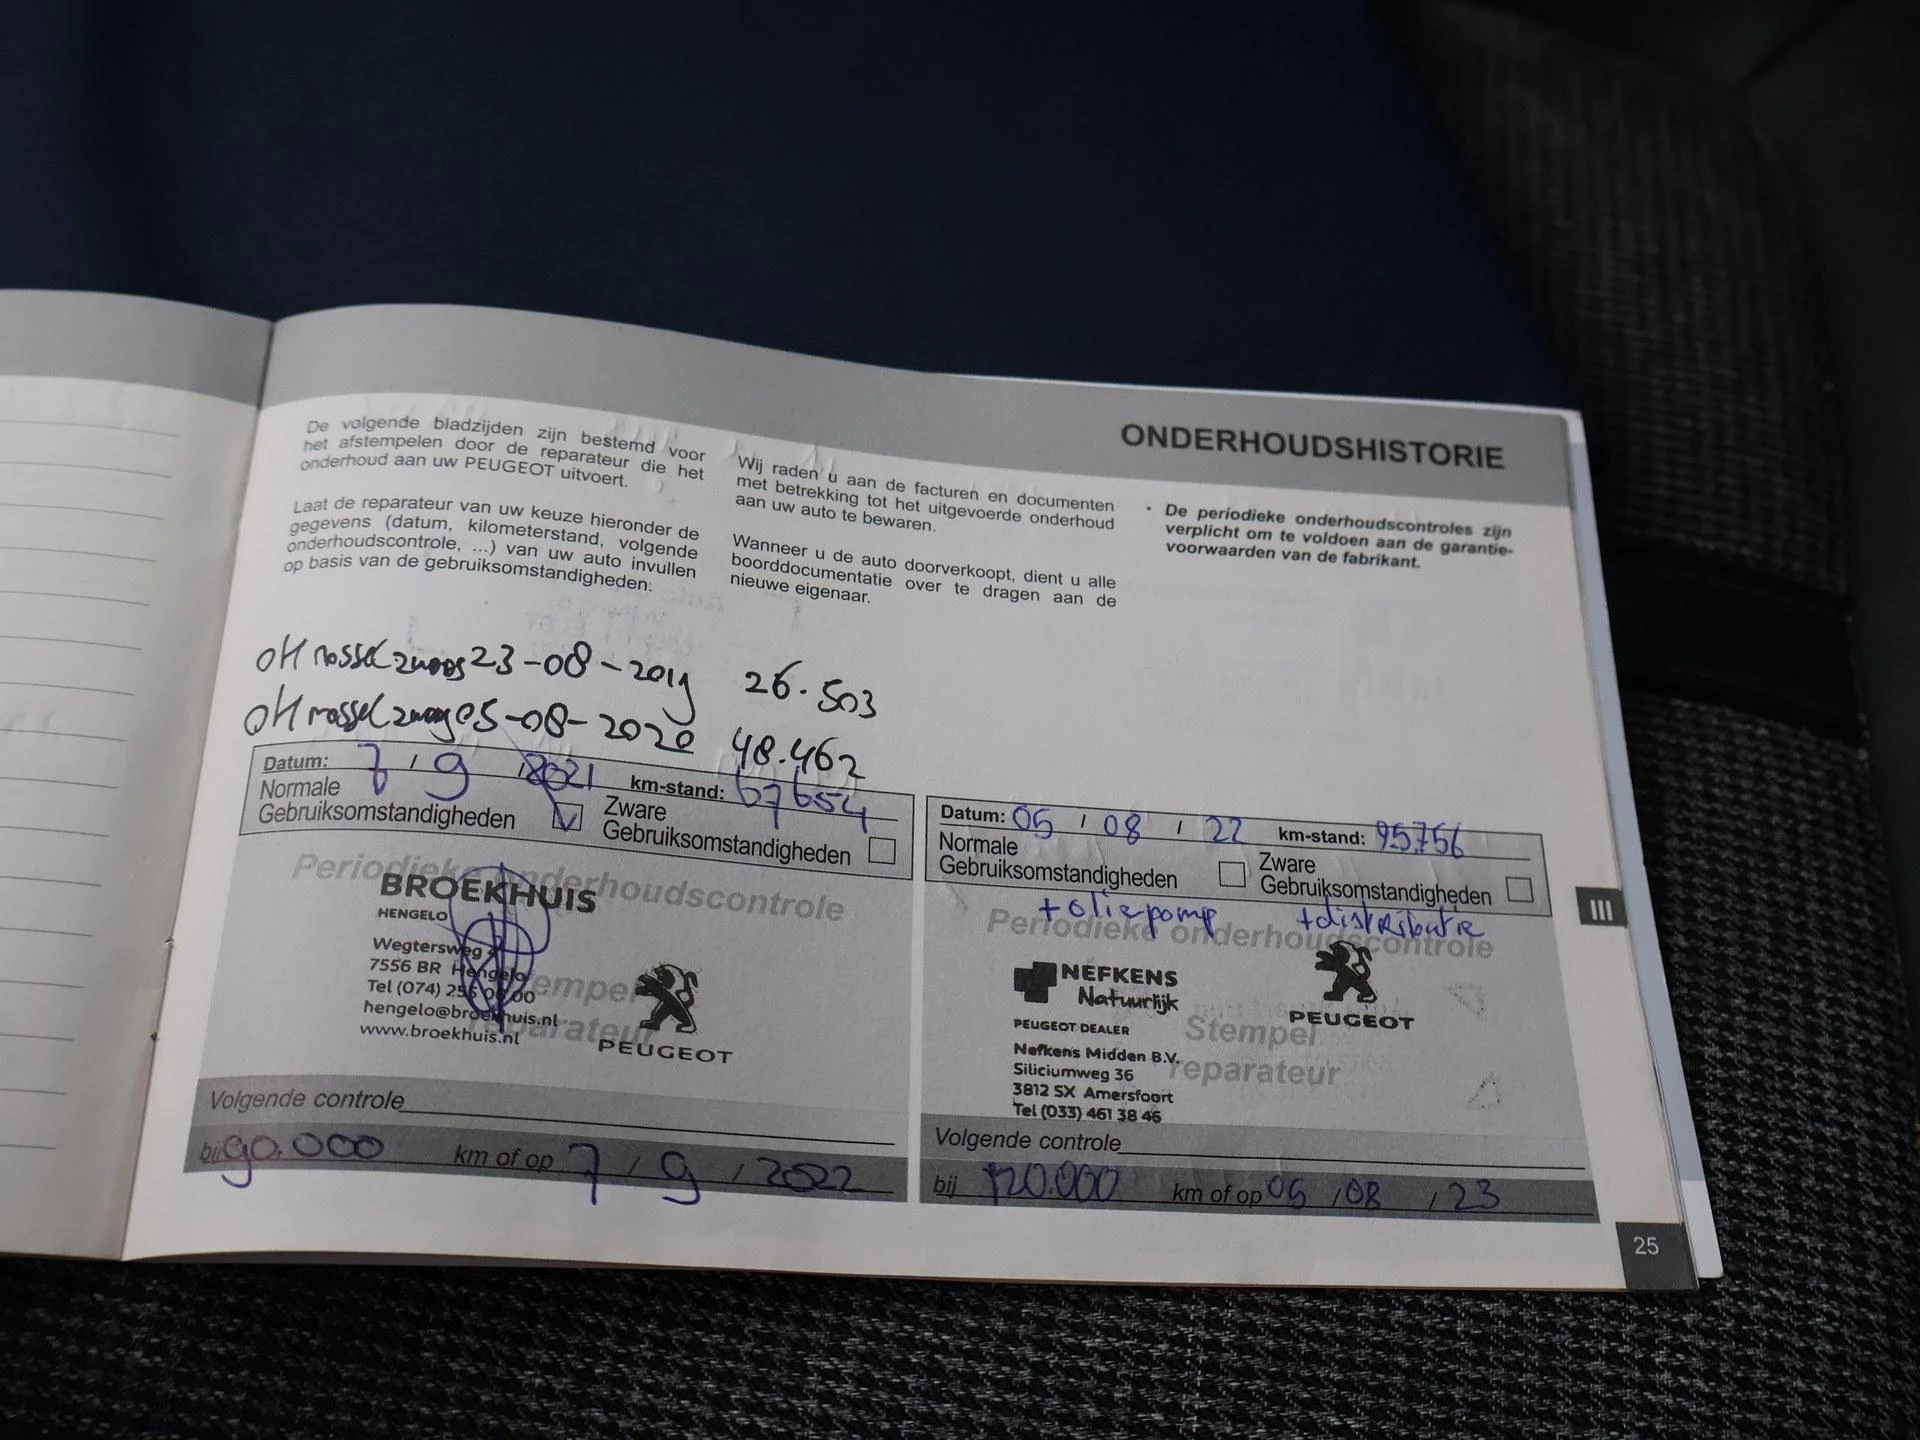 ONDERHOUDSHISTORIE
De volgende bladzijden zijn bestemd voor
het afstempelen door de reparateur die het
onderhoud aan uw PEUGEOT uitvoert.
Laat de reparateur van uw keuze hieronder de
gegevens (datum, kilometerstand, volgende
onderhoudscontrole, ...) van uw auto invullen
op basis van de gebruiksomstandigheden.
Wij raden u aan de facturen en documenten
met betrekking tot het uitgevoerde onderhoud
aan uw auto te bewaren.
Wanneer u de auto doorverkoopt, dient u alle
boorddocumentatie over te dragen aan de
nieuwe eigenaar.
• De periodieke onderhoudscontroles zijn
verplicht om te voldoen aan de garantie-
voorwaarden van de fabrikant.
OH 23-08-2019 26.503
OH 05-08-2020 48.462
Datum: 7 / 9 / 2021 km-stand: 67654
Normale
Gebruiksomstandigheden
Zware
Gebruiksomstandigheden
Periodieke onderhoudscontrole
BROEKHUIS
HENGELO
Wegtersweg
7556 BR Hengelo
Tel (074) 255
hengelo@broekhuis.nl
www.broekhuis.nl
Stempel
reparateur
PEUGEOT
Volgende controle
bij 90.000 km of op 7 / 9 / 2022
Datum: 05 / 08 / 22 km-stand: 95756
Normale
Gebruiksomstandigheden
Zware
Gebruiksomstandigheden
+ oliepomp + distributie
Periodieke onderhoudscontrole
NEFKENS
Natuurlijk
PEUGEOT
PEUGEOT DEALER
Stempel
reparateur
Nefkens Midden B.V.
Siliciumweg 36
3812 SX Amersfoort
Tel (033) 461 38 46
Volgende controle
bij 120.000 km of op 05 / 08 / 23
III
25